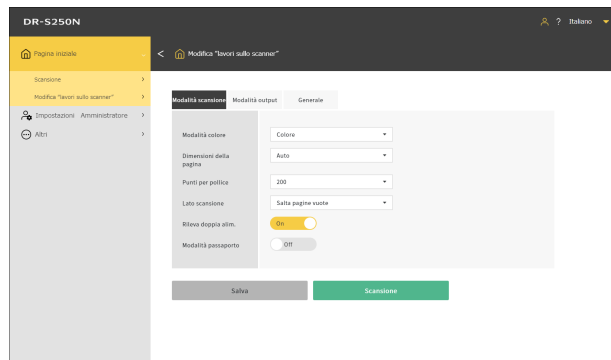 DR-S250N
? Italiano
Pagina iniziale
< Modifica "lavori sullo scanner"
Scansione >
Modifica "lavori sullo scanner" >
Impostazioni Amministratore >
Altri >
Modalità scansione Modalità output Generale
Modalità colore Colore
Dimensioni della pagina Auto
Punti per pollice 200
Lato scansione Salta pagine vuote
Rileva doppia alim. On
Modalità passaporto Off
Salva Scansione